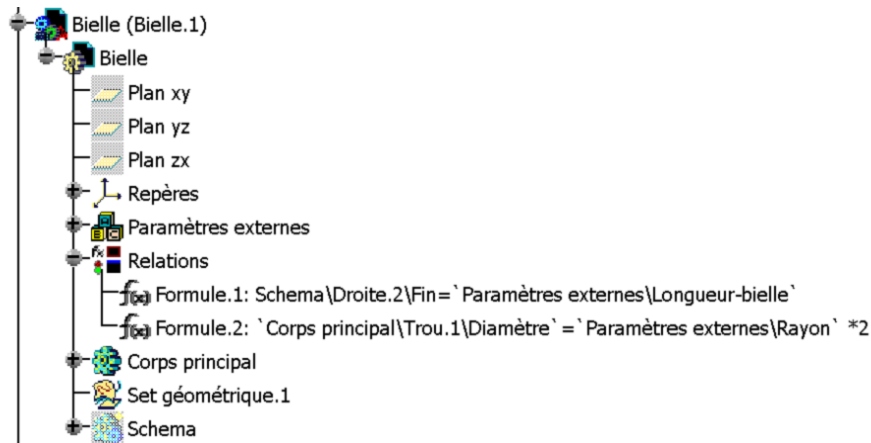 Bielle (Bielle.1)
Bielle
Plan xy
Plan yz
Plan zx
Repères
Paramètres externes
Relations
Formule.1: Schema\Droite.2\Fin=`Paramètres externes\Longueur-bielle`
Formule.2: `Corps principal\Trou.1\Diamètre`=`Paramètres externes\Rayon` *2
Corps principal
Set géométrique.1
Schema